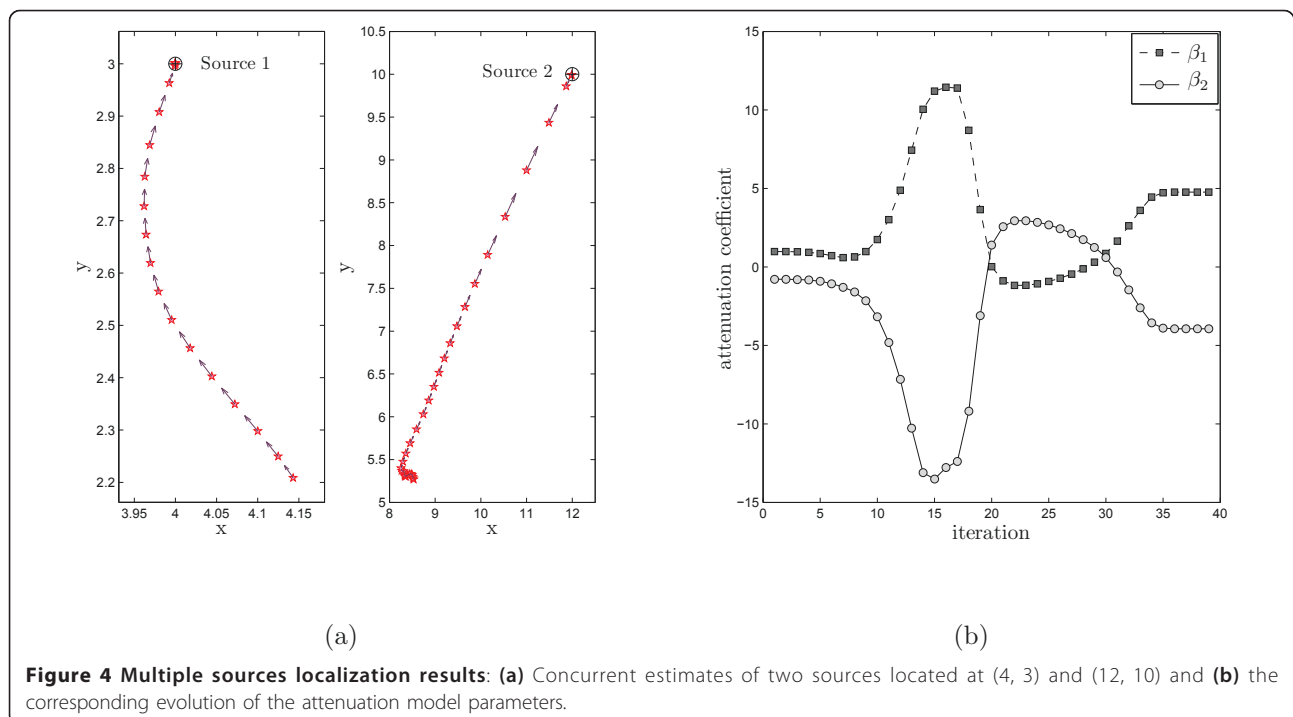 3
2.9
2.8
2.7
2.6
2.5
2.4
2.3
2.2
y
Source 1
3.95 4 4.05 4.1 4.15
x
10.5
10
9.5
9
8.5
8
7.5
7
6.5
6
5.5
5
y
Source 2
8 9 10 11 12
x
15
10
5
0
−5
−10
−15
attenuation coefficient
β₁
β₂
0 5 10 15 20 25 30 35 40
iteration
(a)
(b)
Figure 4 Multiple sources localization results: (a) Concurrent estimates of two sources located at (4, 3) and (12, 10) and (b) the
corresponding evolution of the attenuation model parameters.